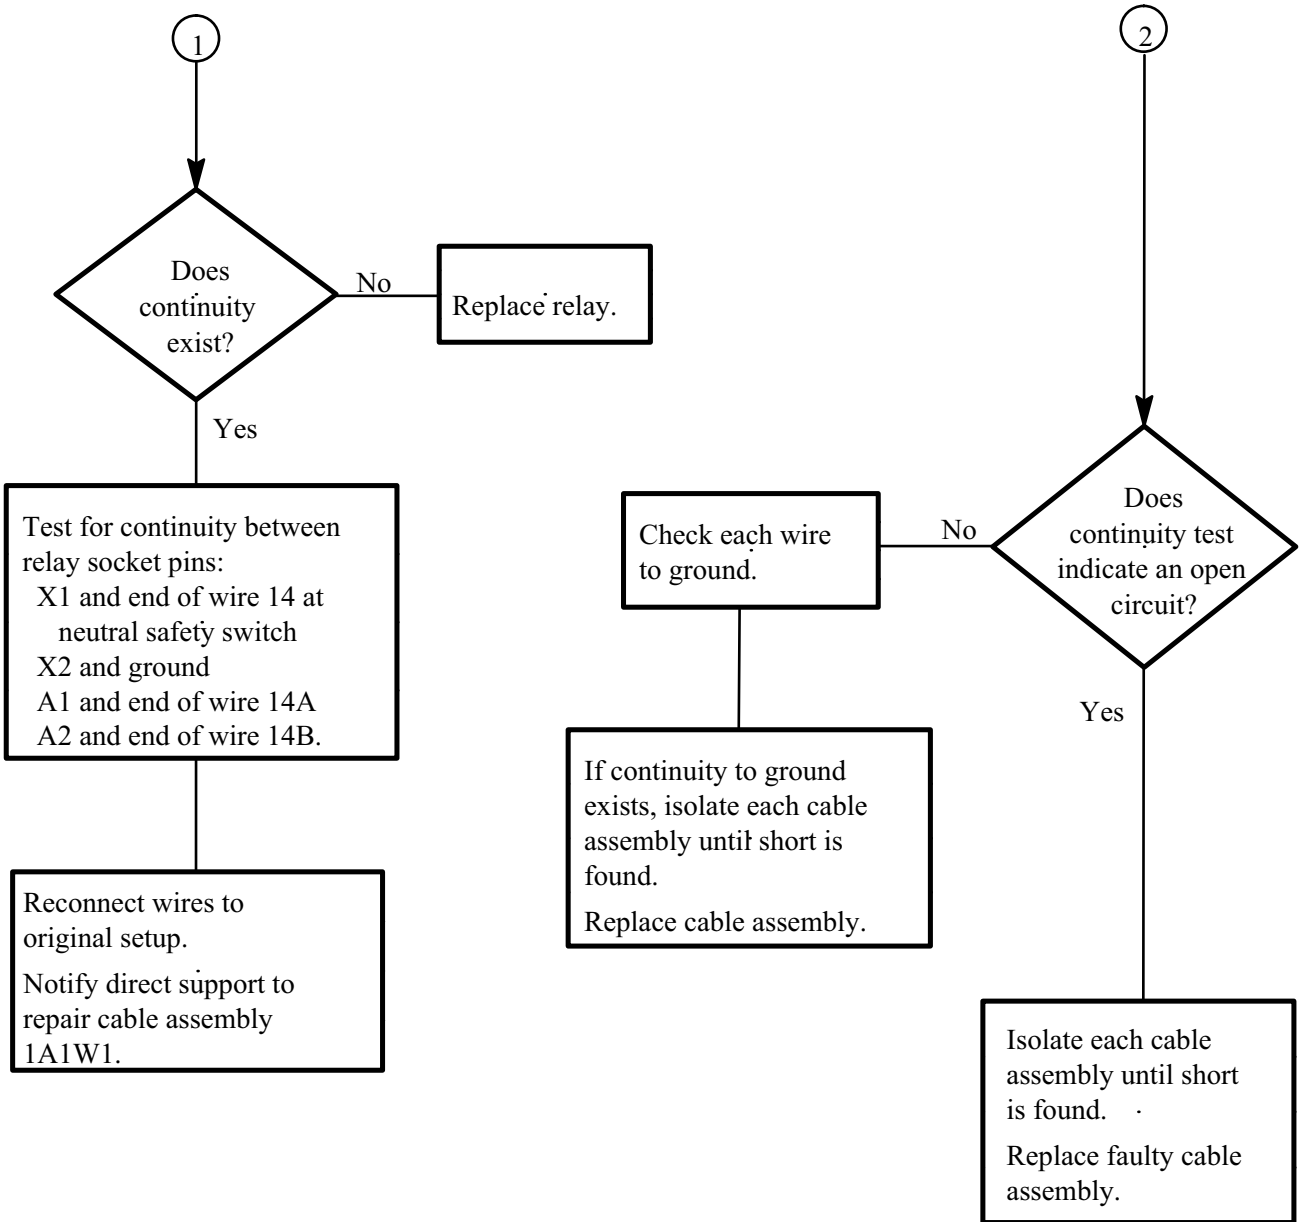 1
Does
continuity
exist?
No
Replace relay.
Yes
Test for continuity between
relay socket pins:
X1 and end of wire 14 at
neutral safety switch
X2 and ground
A1 and end of wire 14A
A2 and end of wire 14B.
Reconnect wires to
original setup.
Notify direct support to
repair cable assembly
1A1W1.
2
Does
continuity test
indicate an open
circuit?
No
Check each wire
to ground.
If continuity to ground
exists, isolate each cable
assembly until short is
found.
Replace cable assembly.
Yes
Isolate each cable
assembly until short
is found.
Replace faulty cable
assembly.